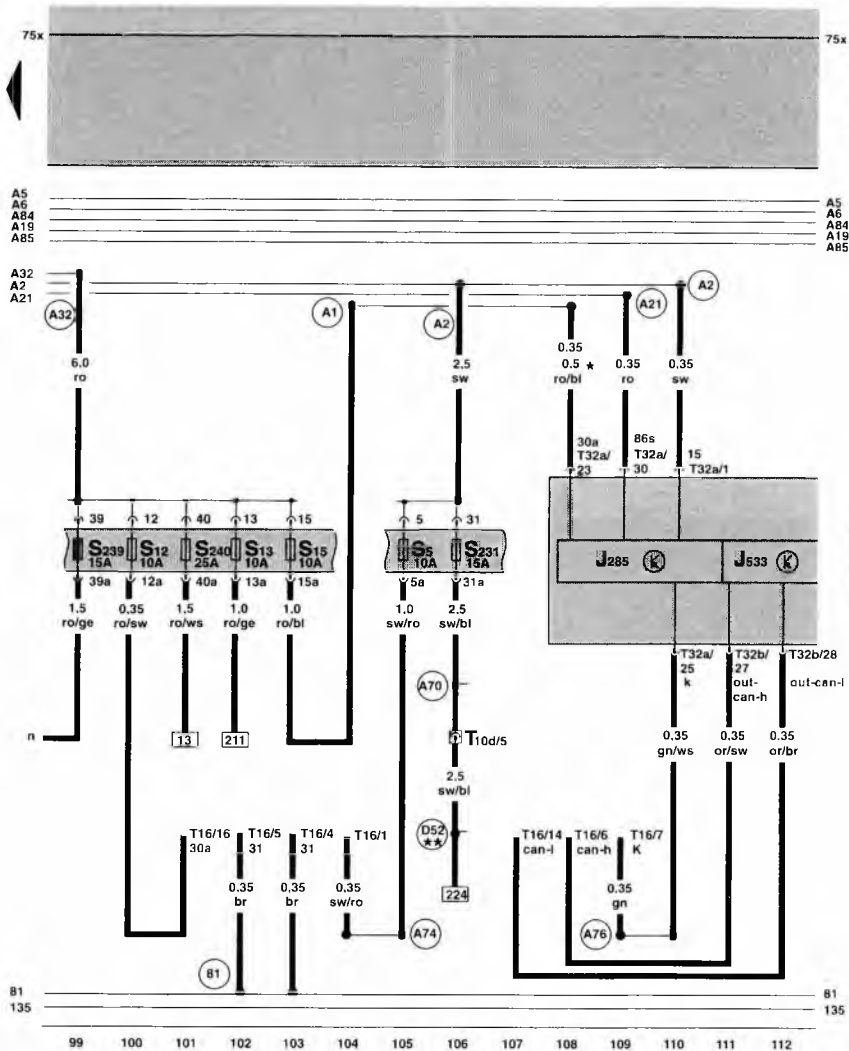 75x 75x
A5 A5
A6 A6
A84 A84
A19 A19
A85 A85
A32
A2
A21
A32 A1 A2 A21 A2
6.0
ro
2.5
sw
0.35
0.5 ★
ro/bl
0.35
ro
0.35
sw
30a
T32a/
23
86s
T32a/
30
15
T32a/1
39 12 40 13 15 5 31
S239
15A
S12
10A
S240
25A
S13
10A
S15
10A
S5
10A
S231
15A
J285 K J533 K
39a 12a 40a 13a 15a 5a 31a
1.5
ro/ge
0.35
ro/sw
1.5
ro/ws
1.0
ro/ge
1.0
ro/bl
1.0
sw/ro
2.5
sw/bl
T32a/
25
k
T32b/
27
out-
can-h
T32b/28
out-can-l
A70
n
13 211
T10d/5
0.35
gn/ws
0.35
or/sw
0.35
or/br
2.5
sw/bl
D52
★★
224
T16/16
30a
T16/5
31
T16/4
31
T16/1
T16/14
can-l
T16/6
can-h
T16/7
K
0.35
br
0.35
br
0.35
sw/ro
0.35
gn
A74 A76
81
81 81
135 135
99 100 101 102 103 104 105 106 107 108 109 110 111 112